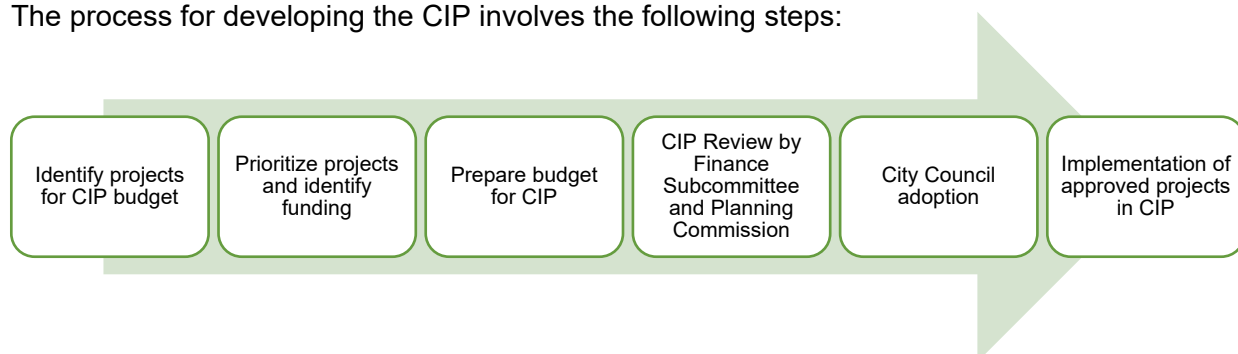 The process for developing the CIP involves the following steps:
Identify projects
for CIP budget
Prioritize projects
and identify
funding
Prepare budget
for CIP
CIP Review by
Finance
Subcommittee
and Planning
Commission
City Council
adoption
Implementation of
approved projects
in CIP